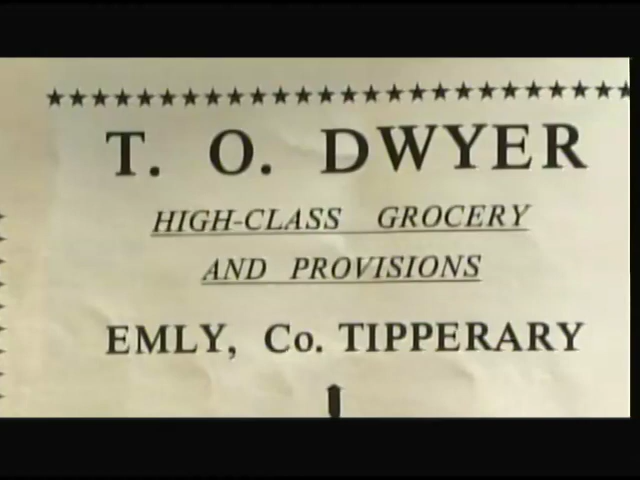 T. O. DWYER
HIGH-CLASS GROCERY
AND PROVISIONS
EMLY, Co. TIPPERARY